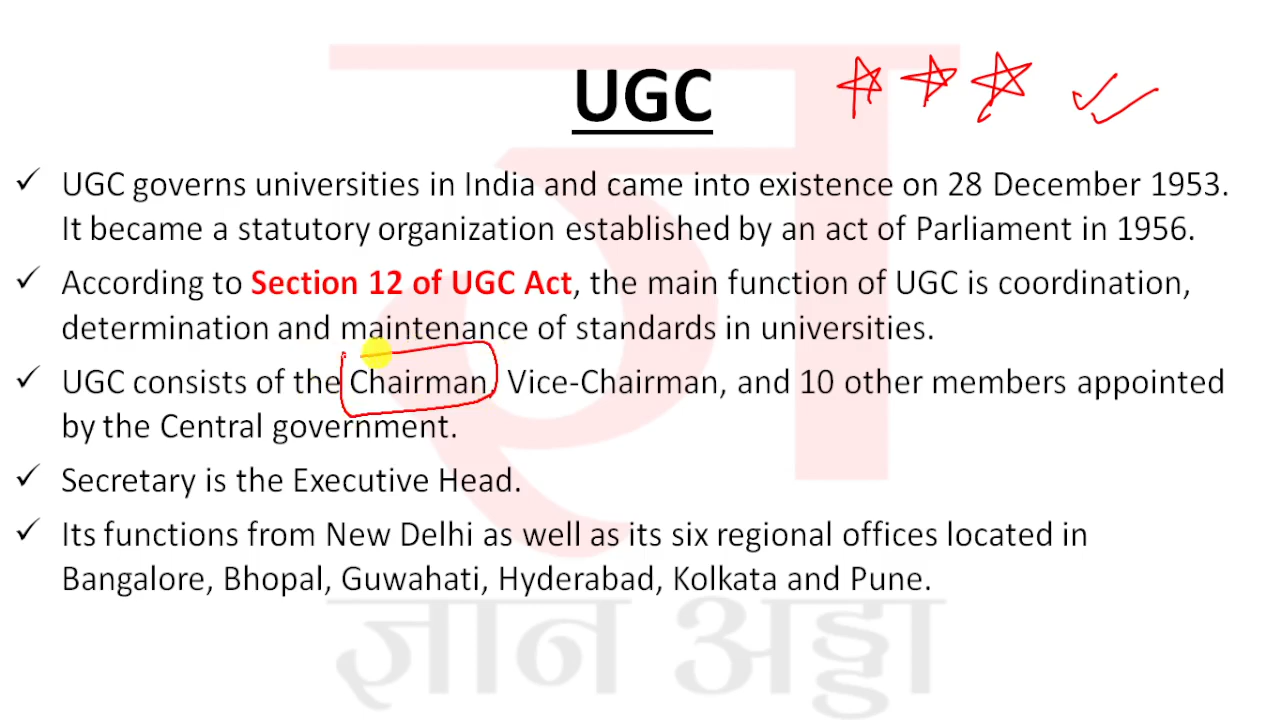 UGC
✓ UGC governs universities in India and came into existence on 28 December 1953.
It became a statutory organization established by an act of Parliament in 1956.
✓ According to Section 12 of UGC Act, the main function of UGC is coordination,
determination and maintenance of standards in universities.
✓ UGC consists of the Chairman, Vice-Chairman, and 10 other members appointed
by the Central government.
✓ Secretary is the Executive Head.
✓ Its functions from New Delhi as well as its six regional offices located in
Bangalore, Bhopal, Guwahati, Hyderabad, Kolkata and Pune.
ज्ञान अड्डा